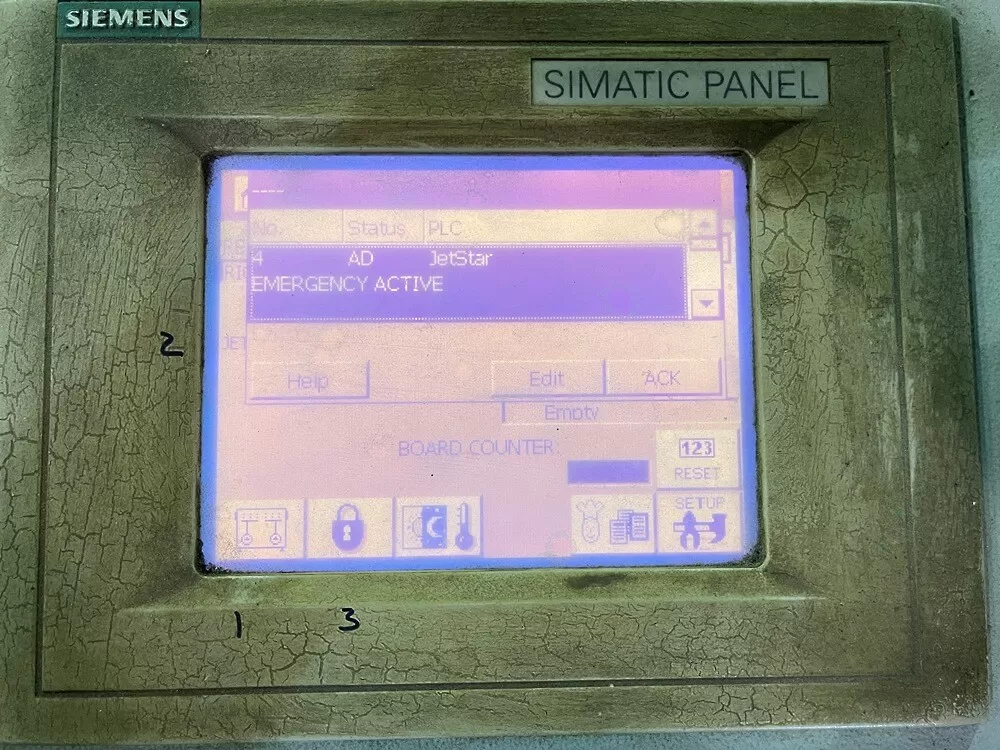 SIEMENS
SIMATIC PANEL
----
No. Status PLC
4 AD JetStar
EMERGENCY ACTIVE
2
Help Edit ACK
Empty
BOARD COUNTER:
123
RESET
SETUP
1 3